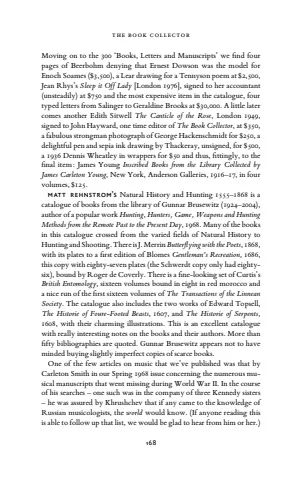 THE BOOK COLLECTOR
Moving on to the 300 'Books, Letters and Manuscripts' we find four
pages of Beerbohm denying that Ernest Dowson was the model for
Enoch Soames ($3,500), a Lear drawing for a Tennyson poem at $2,500,
Jean Rhys's Sleep it Off Lady [London 1976], signed to her accountant
(unsteadily) at $750 and the most expensive item in the catalogue, four
typed letters from Salinger to Geraldine Brooks at $30,000. A little later
comes another Edith Sitwell The Canticle of the Rose, London 1949,
signed to John Hayward, one time editor of The Book Collector, at $350,
a fabulous strongman photograph of George Hackenschmidt for $250, a
delightful pen and sepia ink drawing by Thackeray, unsigned, for $500,
a 1936 Dennis Wheatley in wrappers for $50 and thus, fittingly, to the
final item: James Young Inscribed Books from the Library Collected by
James Carleton Young, New York, Anderson Galleries, 1916–17, in four
volumes, $125.
MATT RENNSTROM'S Natural History and Hunting 1555–1868 is a
catalogue of books from the library of Gunnar Brusewitz (1924–2004),
author of a popular work Hunting, Hunters, Game, Weapons and Hunting
Methods from the Remote Past to the Present Day, 1968. Many of the books
in this catalogue crossed from the varied fields of Natural History to
Hunting and Shooting. There is J. Merrin Butterflying with the Poets, 1868,
with its plates to a first edition of Blomes Gentleman's Recreation, 1686,
this copy with eighty-seven plates (the Schwerdt copy only had eighty-
six), bound by Roger de Coverly. There is a fine-looking set of Curtis's
British Entomology, sixteen volumes bound in eight in red morocco and
a nice run of the first sixteen volumes of The Transactions of the Linnean
Society. The catalogue also includes the two works of Edward Topsell,
The Historie of Foure-Footed Beasts, 1607, and The Historie of Serpents,
1608, with their charming illustrations. This is an excellent catalogue
with really interesting notes on the books and their authors. More than
fifty bibliographies are quoted. Gunnar Brusewitz appears not to have
minded buying slightly imperfect copies of scarce books.
One of the few articles on music that we've published was that by
Carleton Smith in our Spring 1968 issue concerning the numerous mu-
sical manuscripts that went missing during World War II. In the course
of his searches – one such was in the company of three Kennedy sisters
– he was assured by Khrushchev that if any came to the knowledge of
Russian musicologists, the world would know. (If anyone reading this
is able to follow up that list, we would be glad to hear from him or her.)
168